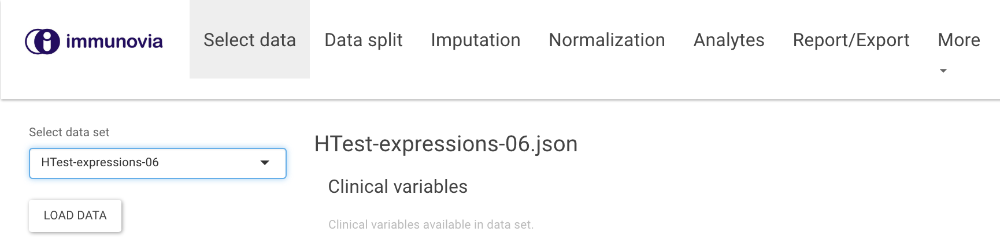 immunovia
Select data
Data split
Imputation
Normalization
Analytes
Report/Export
More
Select data set
HTest-expressions-06
LOAD DATA
HTest-expressions-06.json
Clinical variables
Clinical variables available in data set.